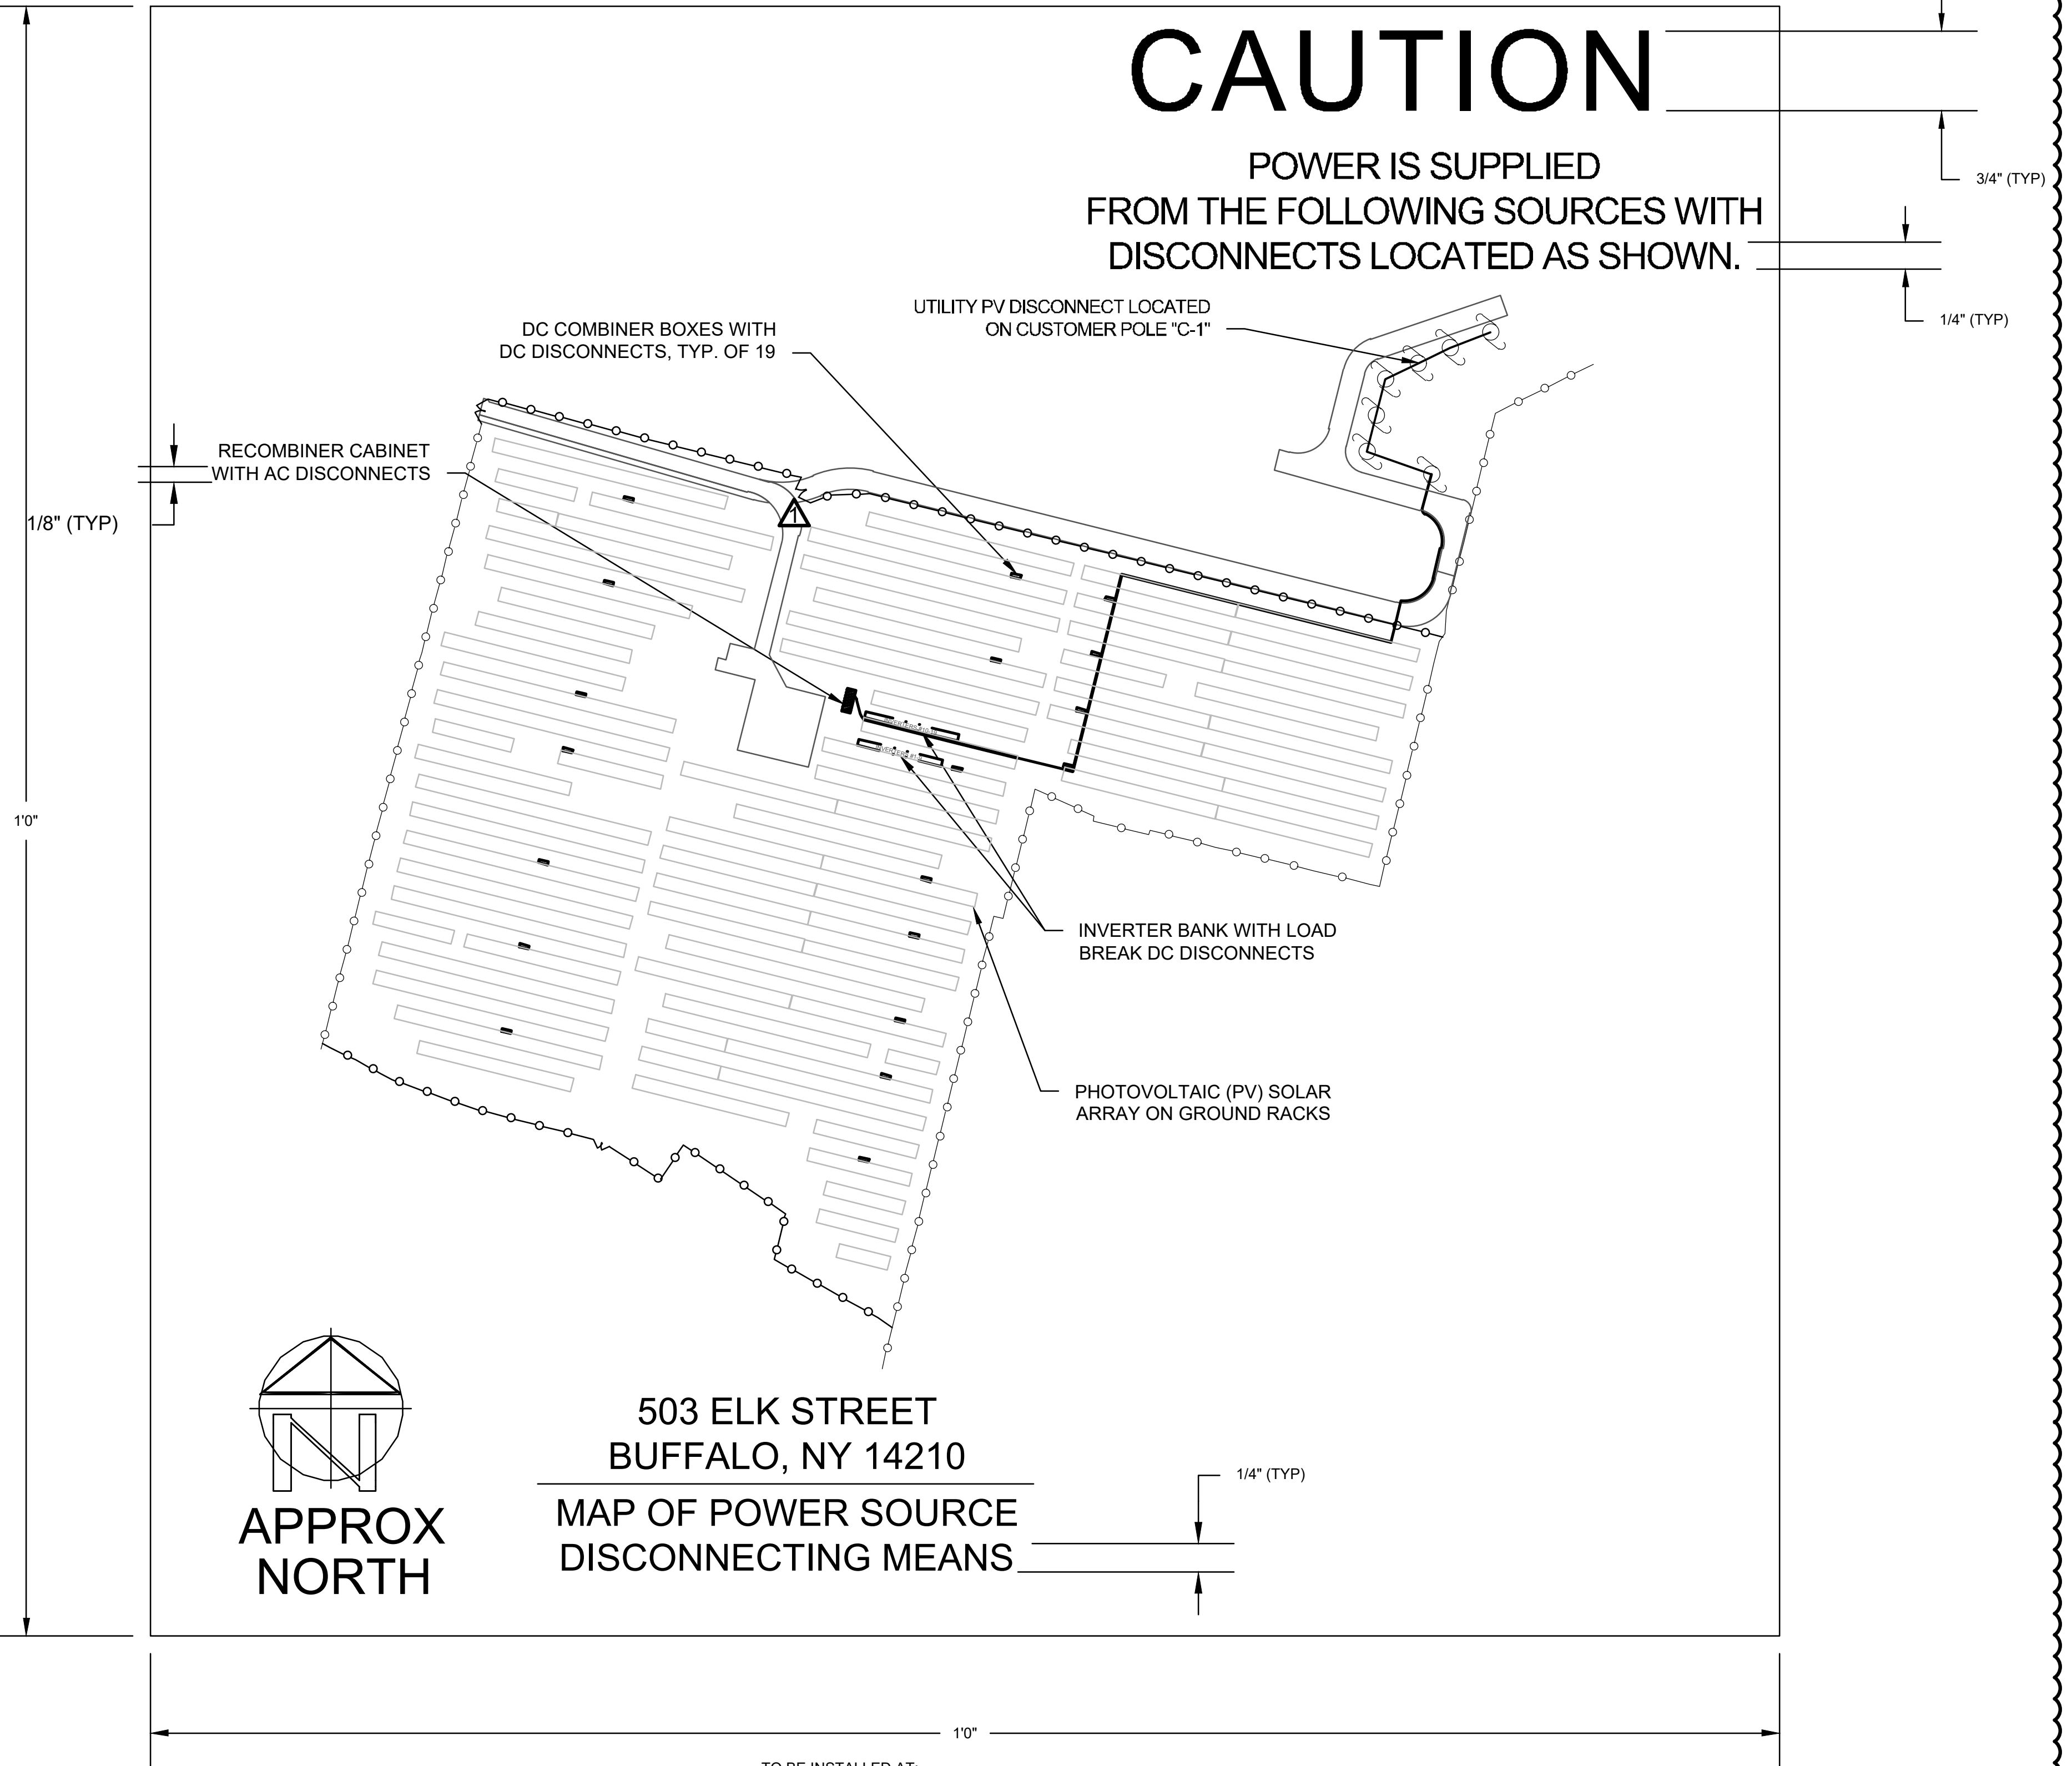 CAUTION
POWER IS SUPPLIED
FROM THE FOLLOWING SOURCES WITH
DISCONNECTS LOCATED AS SHOWN.
3/4" (TYP)
1/4" (TYP)
UTILITY PV DISCONNECT LOCATED
ON CUSTOMER POLE "C-1"
DC COMBINER BOXES WITH
DC DISCONNECTS, TYP. OF 19
RECOMBINER CABINET
WITH AC DISCONNECTS
1/8" (TYP)
1
1'0"
INVERTER BANK WITH LOAD
BREAK DC DISCONNECTS
PHOTOVOLTAIC (PV) SOLAR
ARRAY ON GROUND RACKS
N
APPROX
NORTH
503 ELK STREET
BUFFALO, NY 14210
MAP OF POWER SOURCE
DISCONNECTING MEANS
1/4" (TYP)
1'0"
TO BE INSTALLED AT: